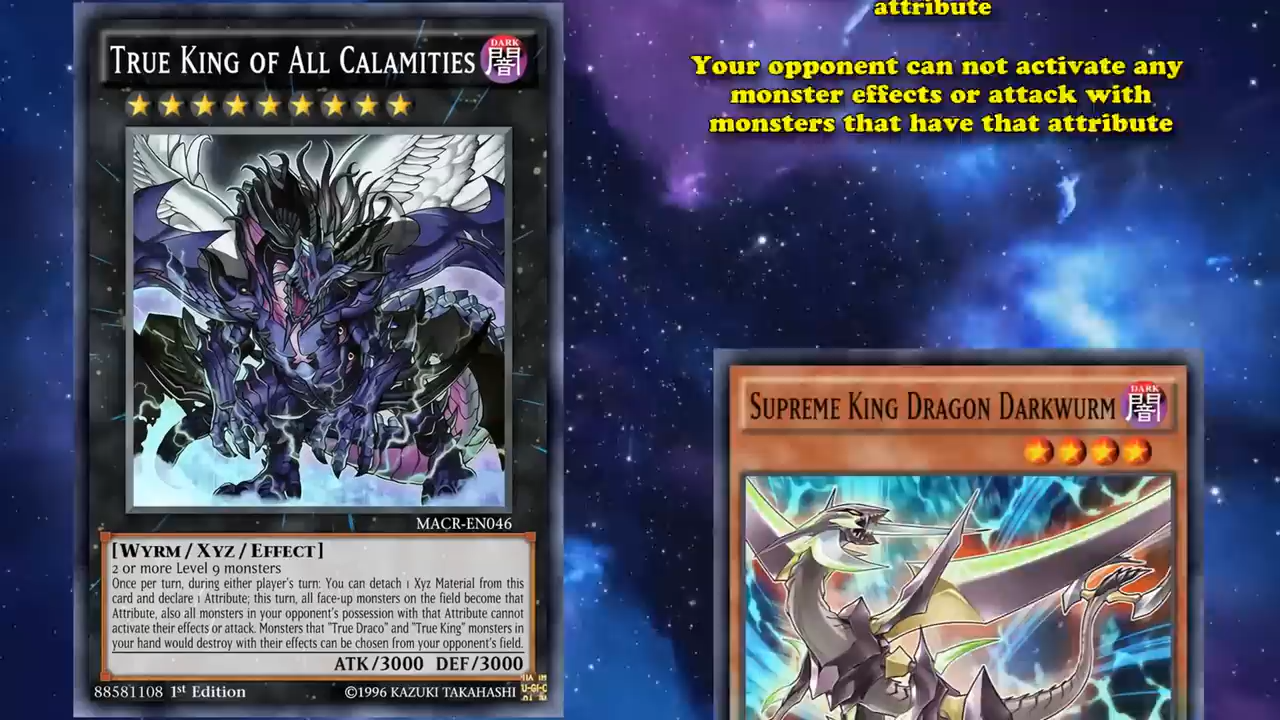 TRUE KING OF ALL CALAMITIES
DARK
闇
MACR-EN046
[WYRM / XYZ / EFFECT]
2 or more Level 9 monsters
Once per turn, during either player's turn: You can detach 1 Xyz Material from this
card and declare 1 Attribute; this turn, all face-up monsters on the field become that
Attribute, also all monsters in your opponent's possession with that Attribute cannot
activate their effects or attack. Monsters that "True Draco" and "True King" monsters in
your hand would destroy with their effects can be chosen from your opponent's field.
ATK/3000 DEF/3000
88581108 1st Edition
©1996 KAZUKI TAKAHASHI
attribute
Your opponent can not activate any
monster effects or attack with
monsters that have that attribute
SUPREME KING DRAGON DARKWURM
DARK
闇